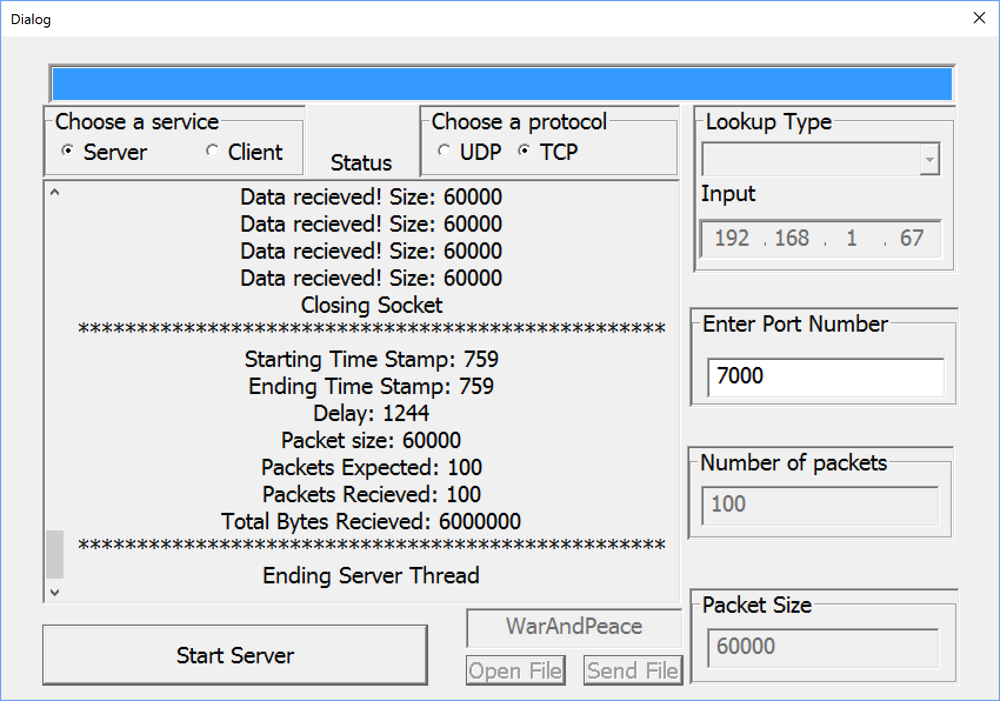 Dialog
Choose a service
Server Client
Status
Choose a protocol
UDP TCP
Lookup Type
Input
192 . 168 . 1 . 67
Data recieved! Size: 60000
Data recieved! Size: 60000
Data recieved! Size: 60000
Data recieved! Size: 60000
Closing Socket
**************************************************
Starting Time Stamp: 759
Ending Time Stamp: 759
Delay: 1244
Packet size: 60000
Packets Expected: 100
Packets Recieved: 100
Total Bytes Recieved: 6000000
**************************************************
Ending Server Thread
Enter Port Number
7000
Number of packets
100
Packet Size
60000
Start Server
WarAndPeace
Open File Send File